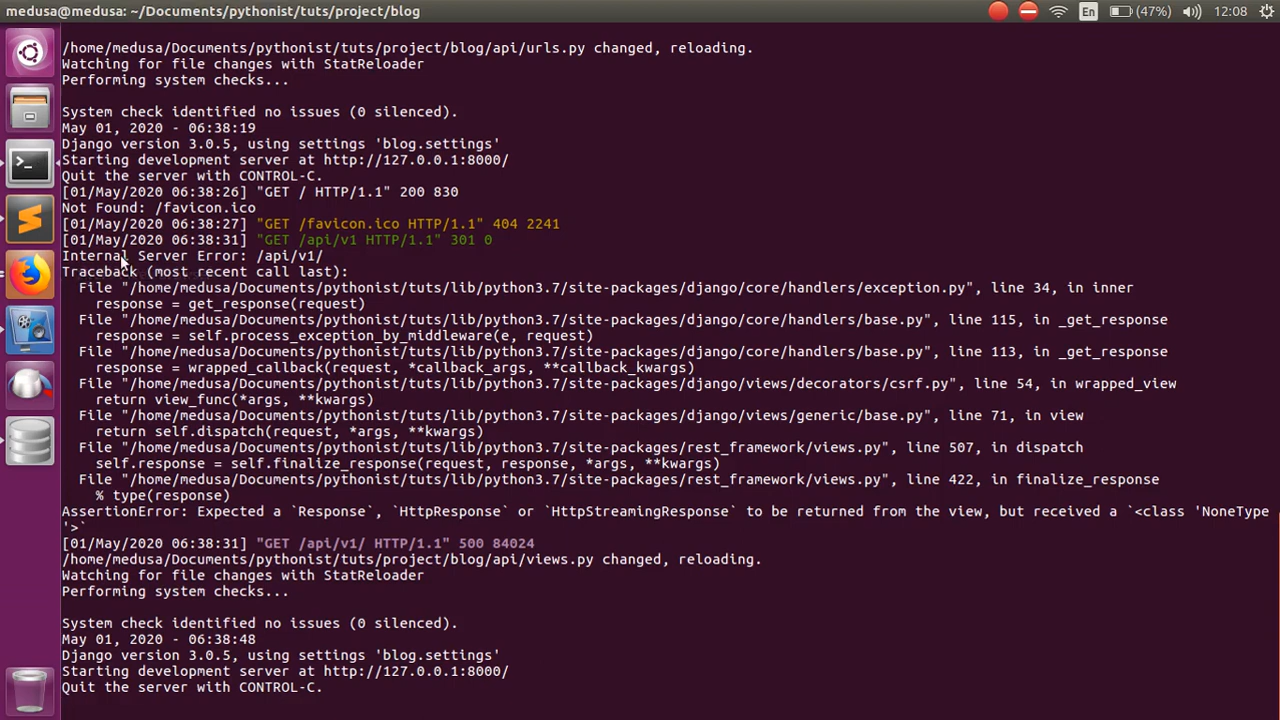 medusa@medusa: ~/Documents/pythonist/tuts/project/blog
En (47%) 12:08
/home/medusa/Documents/pythonist/tuts/project/blog/api/urls.py changed, reloading.
Watching for file changes with StatReloader
Performing system checks...
System check identified no issues (0 silenced).
May 01, 2020 - 06:38:19
Django version 3.0.5, using settings 'blog.settings'
Starting development server at http://127.0.0.1:8000/
Quit the server with CONTROL-C.
[01/May/2020 06:38:26] "GET / HTTP/1.1" 200 830
Not Found: /favicon.ico
[01/May/2020 06:38:27] "GET /favicon.ico HTTP/1.1" 404 2241
[01/May/2020 06:38:31] "GET /api/v1 HTTP/1.1" 301 0
Internal Server Error: /api/v1/
Traceback (most recent call last):
  File "/home/medusa/Documents/pythonist/tuts/lib/python3.7/site-packages/django/core/handlers/exception.py", line 34, in inner
    response = get_response(request)
  File "/home/medusa/Documents/pythonist/tuts/lib/python3.7/site-packages/django/core/handlers/base.py", line 115, in _get_response
    response = self.process_exception_by_middleware(e, request)
  File "/home/medusa/Documents/pythonist/tuts/lib/python3.7/site-packages/django/core/handlers/base.py", line 113, in _get_response
    response = wrapped_callback(request, *callback_args, **callback_kwargs)
  File "/home/medusa/Documents/pythonist/tuts/lib/python3.7/site-packages/django/views/decorators/csrf.py", line 54, in wrapped_view
    return view_func(*args, **kwargs)
  File "/home/medusa/Documents/pythonist/tuts/lib/python3.7/site-packages/django/views/generic/base.py", line 71, in view
    return self.dispatch(request, *args, **kwargs)
  File "/home/medusa/Documents/pythonist/tuts/lib/python3.7/site-packages/rest_framework/views.py", line 507, in dispatch
    self.response = self.finalize_response(request, response, *args, **kwargs)
  File "/home/medusa/Documents/pythonist/tuts/lib/python3.7/site-packages/rest_framework/views.py", line 422, in finalize_response
    % type(response)
AssertionError: Expected a `Response`, `HttpResponse` or `HttpStreamingResponse` to be returned from the view, but received a `<class 'NoneType
'>`
[01/May/2020 06:38:31] "GET /api/v1/ HTTP/1.1" 500 84024
/home/medusa/Documents/pythonist/tuts/project/blog/api/views.py changed, reloading.
Watching for file changes with StatReloader
Performing system checks...
System check identified no issues (0 silenced).
May 01, 2020 - 06:38:48
Django version 3.0.5, using settings 'blog.settings'
Starting development server at http://127.0.0.1:8000/
Quit the server with CONTROL-C.